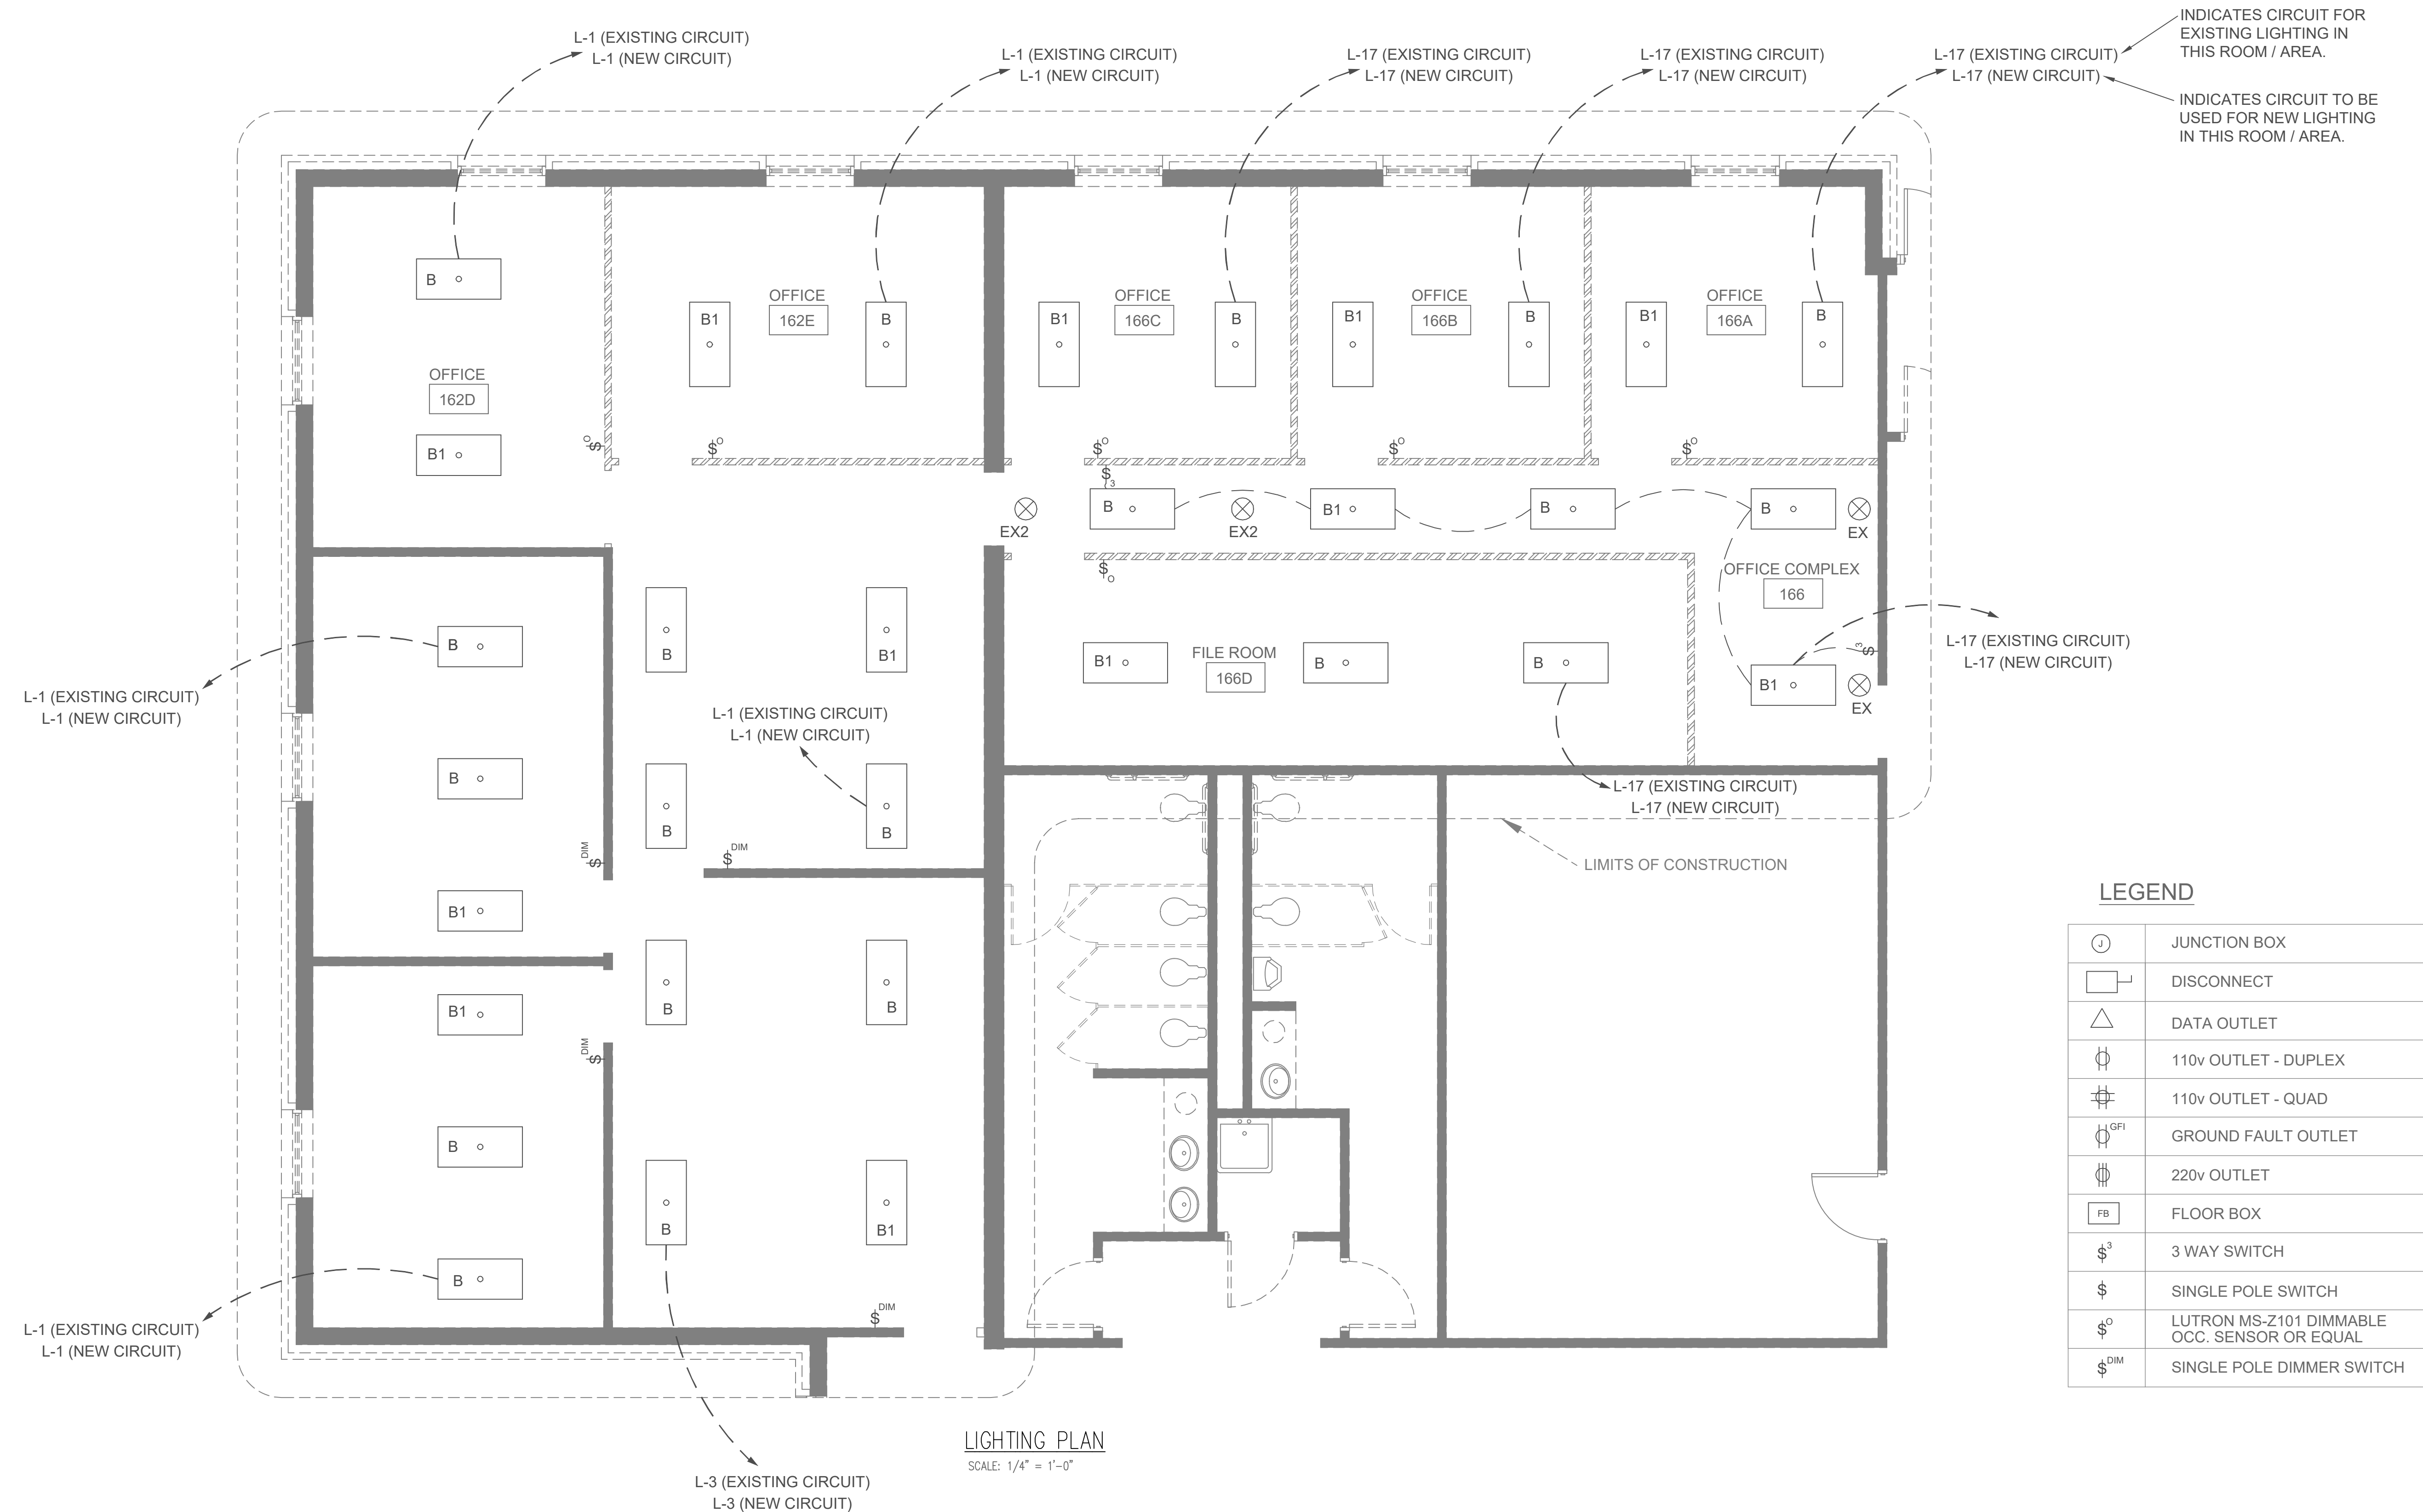 L-1 (EXISTING CIRCUIT)
L-1 (NEW CIRCUIT)
L-1 (EXISTING CIRCUIT)
L-1 (NEW CIRCUIT)
L-17 (EXISTING CIRCUIT)
L-17 (NEW CIRCUIT)
L-17 (EXISTING CIRCUIT)
L-17 (NEW CIRCUIT)
L-17 (EXISTING CIRCUIT)
L-17 (NEW CIRCUIT)
INDICATES CIRCUIT FOR
EXISTING LIGHTING IN
THIS ROOM / AREA.
INDICATES CIRCUIT TO BE
USED FOR NEW LIGHTING
IN THIS ROOM / AREA.
B
OFFICE
162D
B1
$O
B1
OFFICE
162E
B
$O
B1
OFFICE
166C
B
$O
B1
OFFICE
166B
B
$O
B1
OFFICE
166A
B
$O
$3
EX2
B
EX2
B1
B
B
EX
$O
OFFICE COMPLEX
166
$3
B1
EX
L-17 (EXISTING CIRCUIT)
L-17 (NEW CIRCUIT)
B1
FILE ROOM
166D
B
B
L-17 (EXISTING CIRCUIT)
L-17 (NEW CIRCUIT)
LIMITS OF CONSTRUCTION
B
B
B1
$DIM
L-1 (EXISTING CIRCUIT)
L-1 (NEW CIRCUIT)
B
B1
L-1 (EXISTING CIRCUIT)
L-1 (NEW CIRCUIT)
B
B
$DIM
B1
B
B
$DIM
L-1 (EXISTING CIRCUIT)
L-1 (NEW CIRCUIT)
B
B
B
B1
$DIM
L-3 (EXISTING CIRCUIT)
L-3 (NEW CIRCUIT)
LIGHTING PLAN
SCALE: 1/4" = 1'-0"
LEGEND
J JUNCTION BOX
DISCONNECT
DATA OUTLET
110v OUTLET - DUPLEX
110v OUTLET - QUAD
GFI GROUND FAULT OUTLET
220v OUTLET
FB FLOOR BOX
$3 3 WAY SWITCH
$ SINGLE POLE SWITCH
$O LUTRON MS-Z101 DIMMABLE
OCC. SENSOR OR EQUAL
$DIM SINGLE POLE DIMMER SWITCH